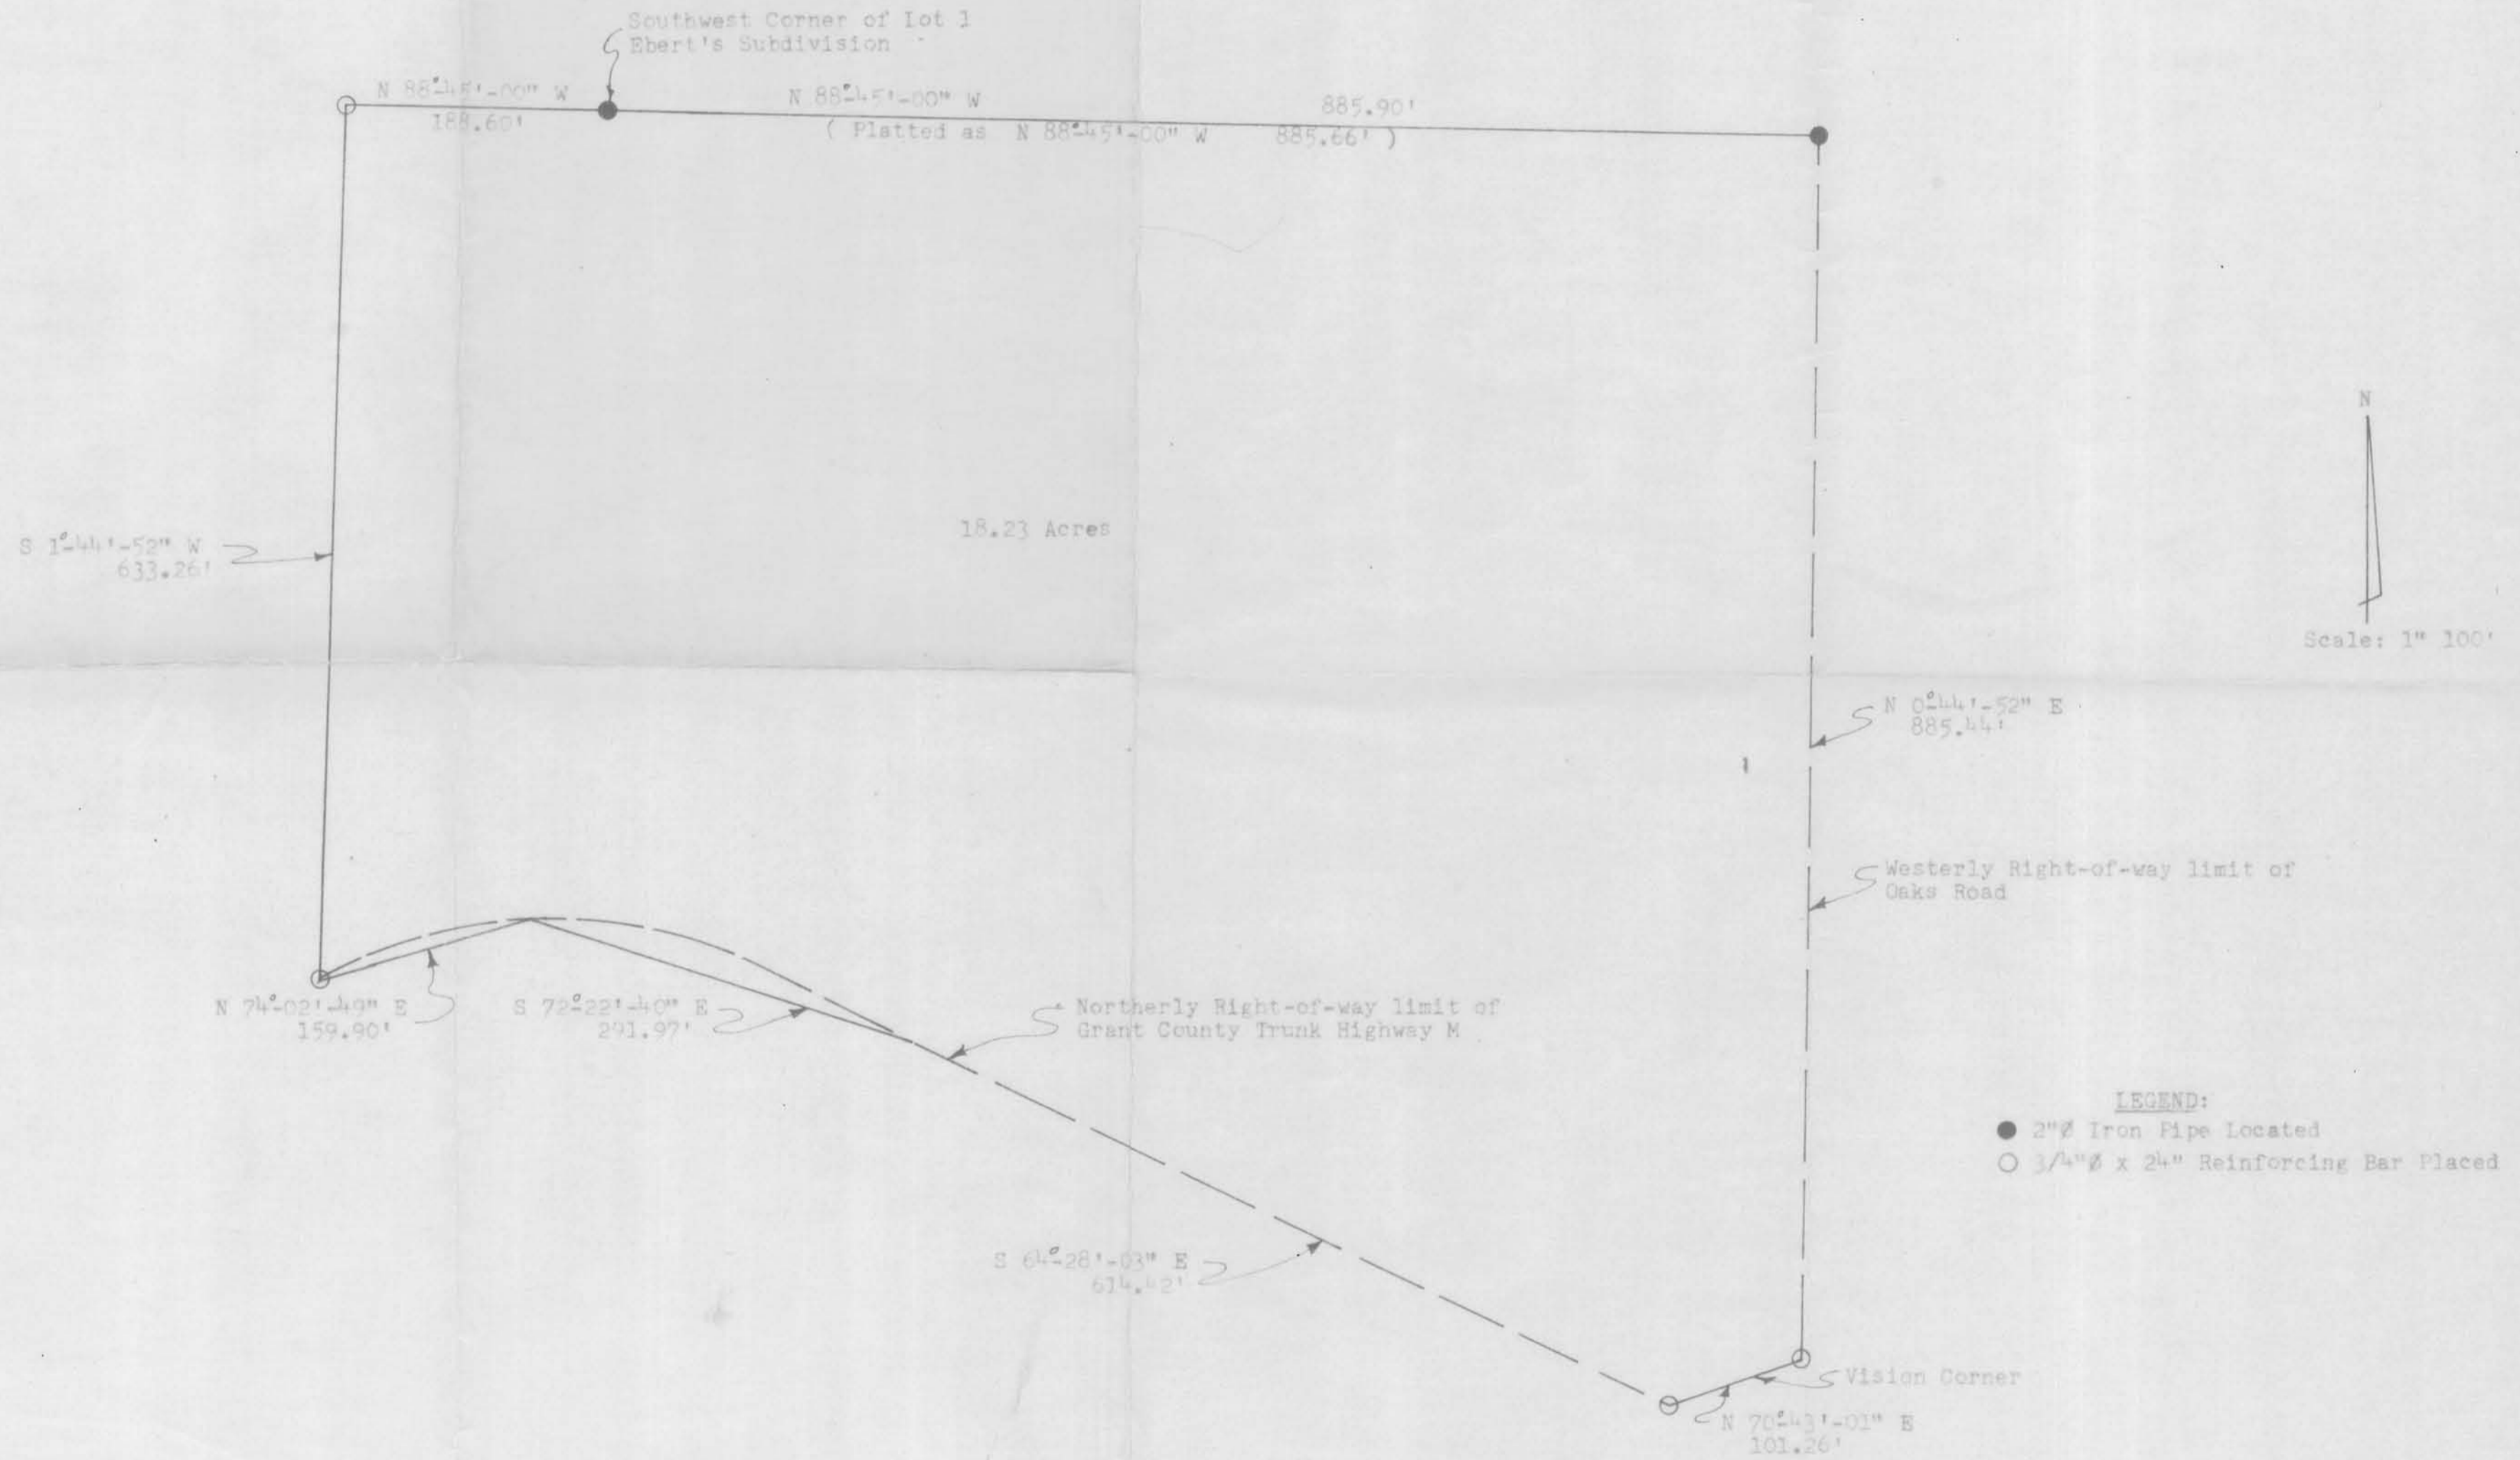 Southwest Corner of Lot 1
Ebert's Subdivision
N 88°-45'-00" W
188.60'
N 88°-45'-00" W
885.90'
( Platted as N 88°-45'-00" W 885.66' )
18.23 Acres
S 1°-44'-52" W
633.26'
N
Scale: 1" 100'
N 0°-44'-52" E
885.44'
Westerly Right-of-way limit of
Oaks Road
N 74°-02'-49" E
159.90'
S 72°-22'-40" E
291.97'
Northerly Right-of-way limit of
Grant County Trunk Highway M
LEGEND:
2"Ø Iron Pipe Located
3/4"Ø x 24" Reinforcing Bar Placed
S 64°-28'-03" E
614.42'
Vision Corner
N 70°-43'-01" E
101.26'